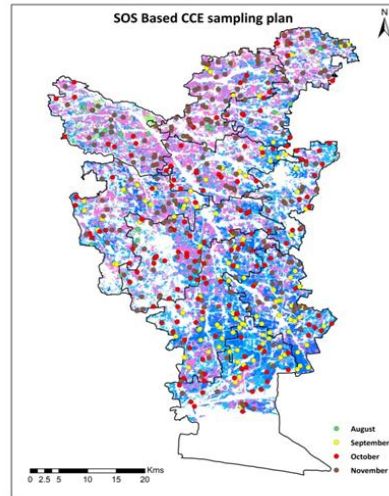 SOS Based CCE sampling plan
N
August
September
October
November
0 2.5 5 10 15 20
Kms